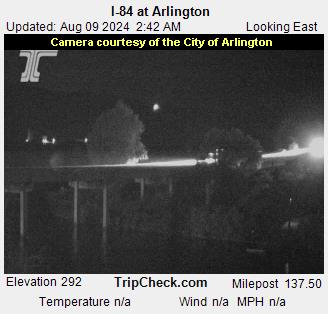 I-84 at Arlington
Updated: Aug 09 2024 2:42 AM Looking East
Camera courtesy of the City of Arlington
Elevation 292 TripCheck.com Milepost 137.50
Temperature n/a Wind n/a MPH n/a